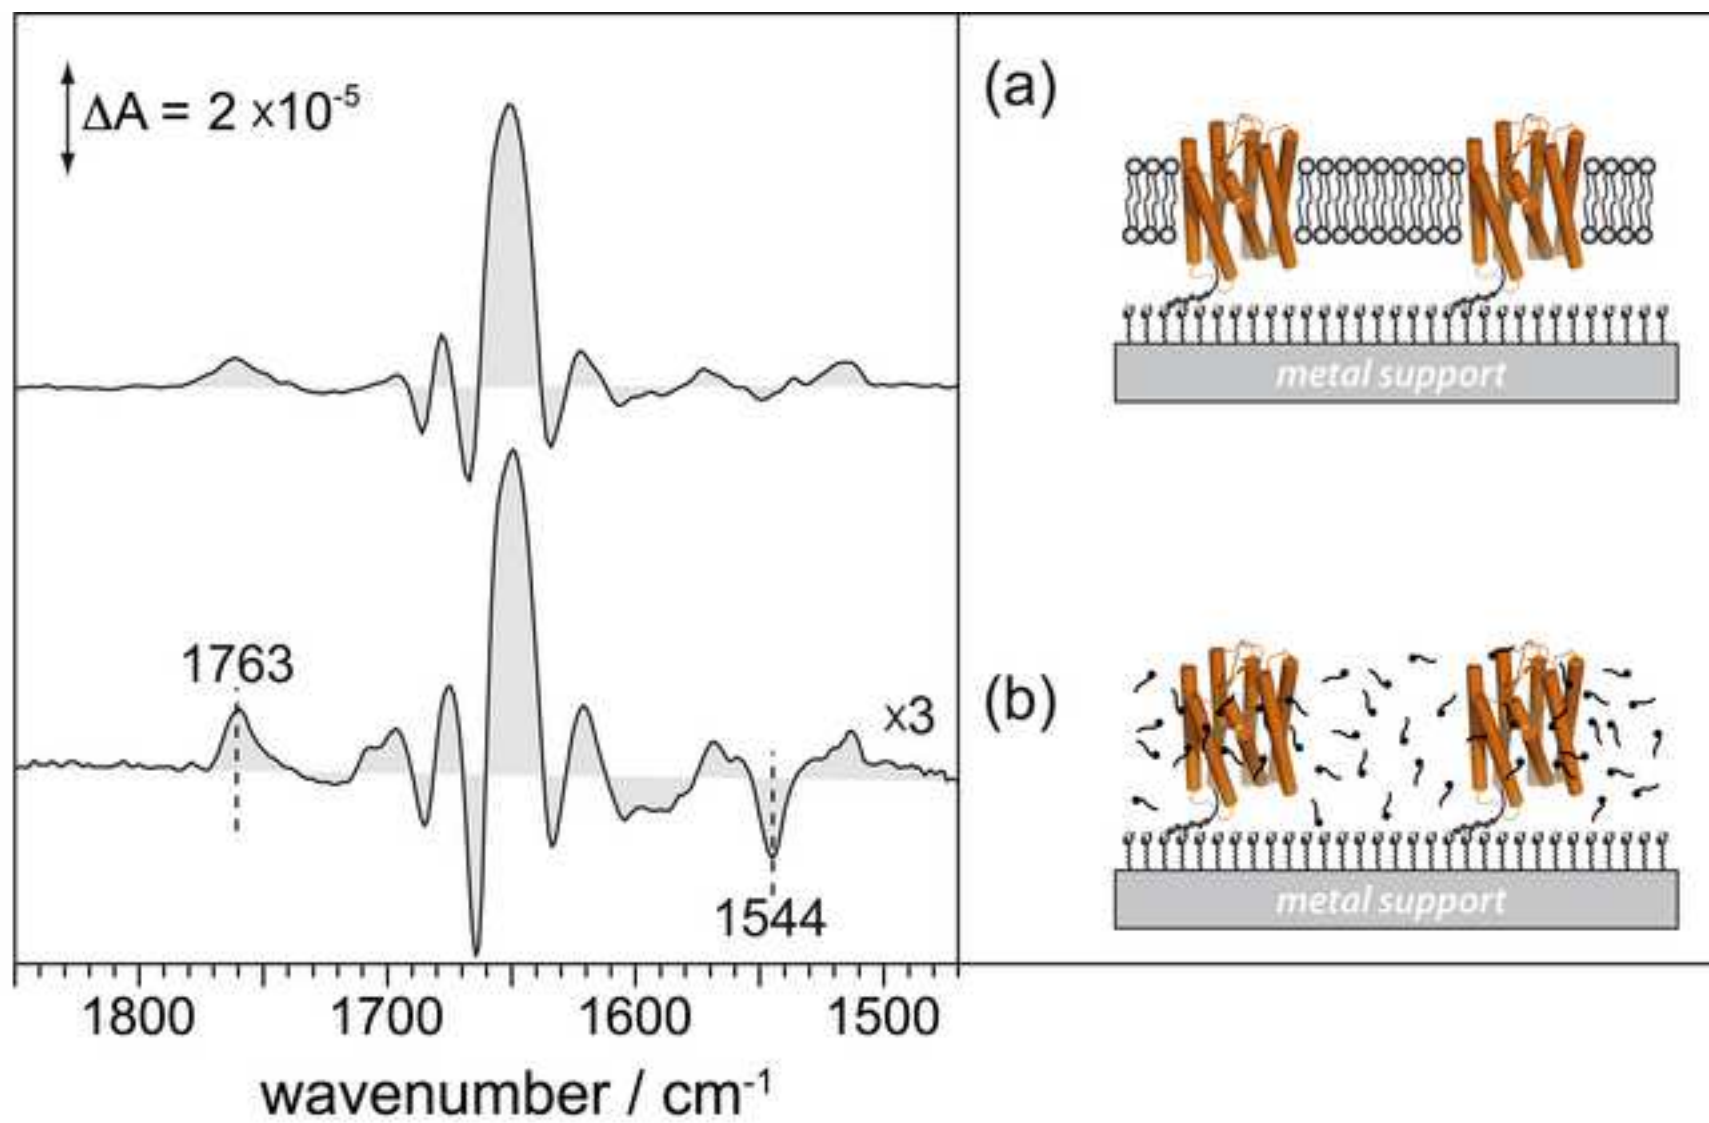 ΔA = 2 x10⁻⁵
(a)
metal support
1763
x3
(b)
1544
metal support
1800 1700 1600 1500
wavenumber / cm⁻¹